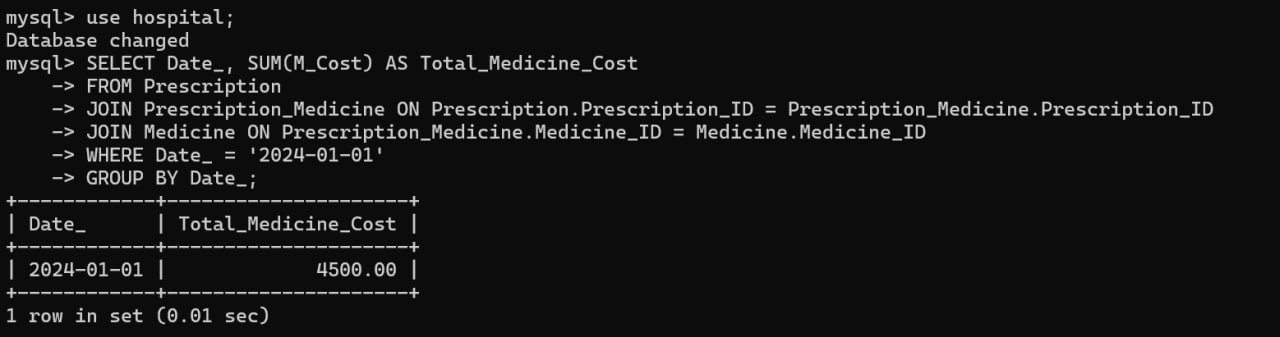 mysql> use hospital;
Database changed
mysql> SELECT Date_, SUM(M_Cost) AS Total_Medicine_Cost
    -> FROM Prescription
    -> JOIN Prescription_Medicine ON Prescription.Prescription_ID = Prescription_Medicine.Prescription_ID
    -> JOIN Medicine ON Prescription_Medicine.Medicine_ID = Medicine.Medicine_ID
    -> WHERE Date_ = '2024-01-01'
    -> GROUP BY Date_;
+------------+---------------------+
| Date_      | Total_Medicine_Cost |
+------------+---------------------+
| 2024-01-01 |             4500.00 |
+------------+---------------------+
1 row in set (0.01 sec)